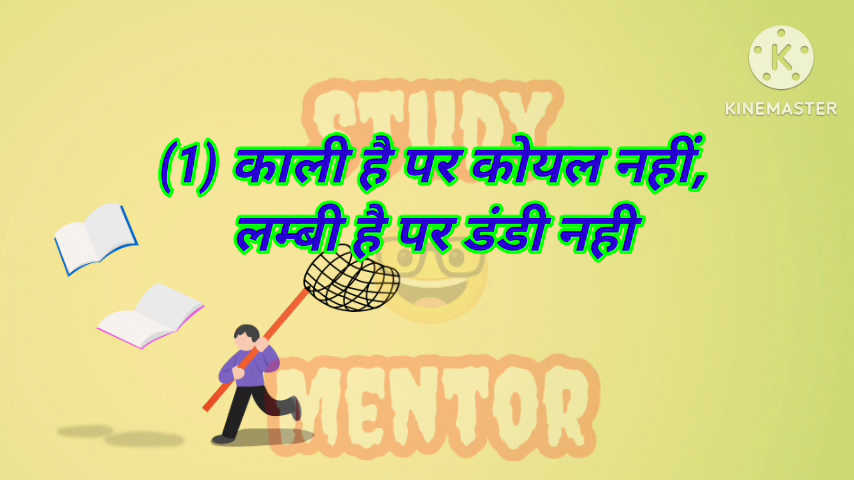 KINEMASTER
STUDY
(1) काली है पर कोयल नहीं,
लम्बी है पर डंडी नही
MENTOR